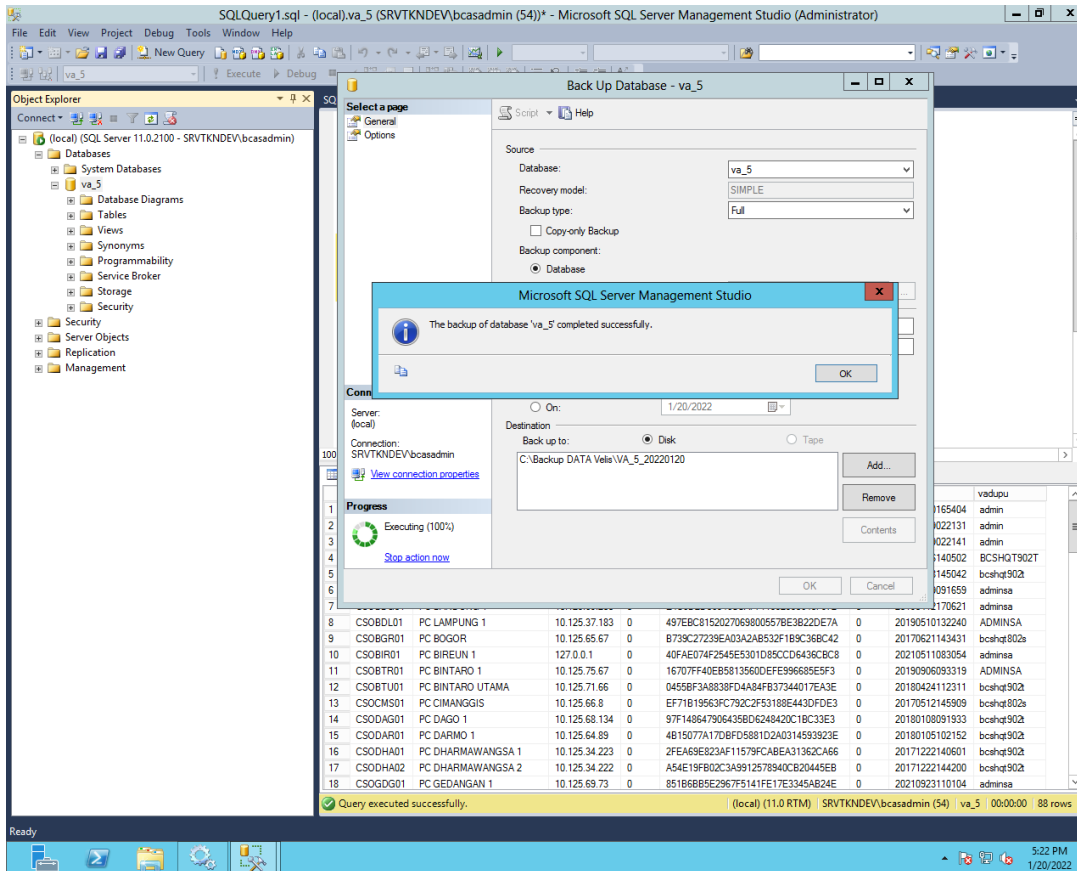 SQLQuery1.sql - (local).va_5 (SRVTKNDEV\bcasadmin (54))* - Microsoft SQL Server Management Studio (Administrator)
File Edit View Project Debug Tools Window Help
New Query
va_5 Execute Debug
Object Explorer
Connect
(local) (SQL Server 11.0.2100 - SRVTKNDEV\bcasadmin)
Databases
System Databases
va_5
Database Diagrams
Tables
Views
Synonyms
Programmability
Service Broker
Storage
Security
Security
Server Objects
Replication
Management
SQ
Back Up Database - va_5
Select a page
General
Options
Script Help
Source
Database: va_5
Recovery model: SIMPLE
Backup type: Full
Copy-only Backup
Backup component:
Database
Microsoft SQL Server Management Studio
The backup of database 'va_5' completed successfully.
OK
Conn
Server:
(local)
Connection:
SRVTKNDEV\bcasadmin
View connection properties
Progress
Executing (100%)
Stop action now
On: 1/20/2022
Destination
Back up to: Disk Tape
C:\Backup DATA Velis\VA_5_20220120
Add...
Remove
Contents
OK Cancel
100
vadupu
1 0165404 admin
2 0022131 admin
3 0022141 admin
4 140502 BCSHQT902T
5 145042 bcshqt902t
6 091659 adminsa
7 170621 adminsa
8 CSOBDL01 PC LAMPUNG 1 10.125.37.183 0 497EBC8152027069800557BE3B22DE7A 0 20190510132240 ADMINSA
9 CSOBGR01 PC BOGOR 10.125.65.67 0 B739C27239EA03A2AB532F1B9C36BC42 0 20170621143431 bcshqt802s
10 CSOBIR01 PC BIREUN 1 127.0.0.1 0 40FAE074F2545E5301D85CCD6436CBC8 0 20210511083054 adminsa
11 CSOBTR01 PC BINTARO 1 10.125.75.67 0 16707FF40EB5813560DEFE996685E5F3 0 20190906093319 ADMINSA
12 CSOBTU01 PC BINTARO UTAMA 10.125.71.66 0 0455BF3A8838FD4A84FB37344017EA3E 0 20180424112311 bcshqt902t
13 CSOCMS01 PC CIMANGGIS 10.125.66.8 0 EF71B19563FC792C2F53188E443DFDE3 0 20170512145909 bcshqt802s
14 CSODAG01 PC DAGO 1 10.125.68.134 0 97F148647906435BD6248420C1BC33E3 0 20180108091933 bcshqt902t
15 CSODAR01 PC DARMO 1 10.125.64.89 0 4B15077A17DBFD5881D2A0314593923E 0 20180105102152 bcshqt902t
16 CSODHA01 PC DHARMAWANGSA 1 10.125.34.223 0 2FEA69E823AF11579FCABEA31362CA66 0 20171222140601 bcshqt902t
17 CSODHA02 PC DHARMAWANGSA 2 10.125.34.222 0 A54E19FB02C3A9912578940CB20445EB 0 20171222144200 bcshqt902t
18 CSOGDG01 PC GEDANGAN 1 10.125.69.73 0 851B6BB5E2967F5141FE17E3345AB24E 0 20210923110104 adminsa
Query executed successfully. (local) (11.0 RTM) SRVTKNDEV\bcasadmin (54) va_5 00:00:00 88 rows
Ready
5:22 PM
1/20/2022